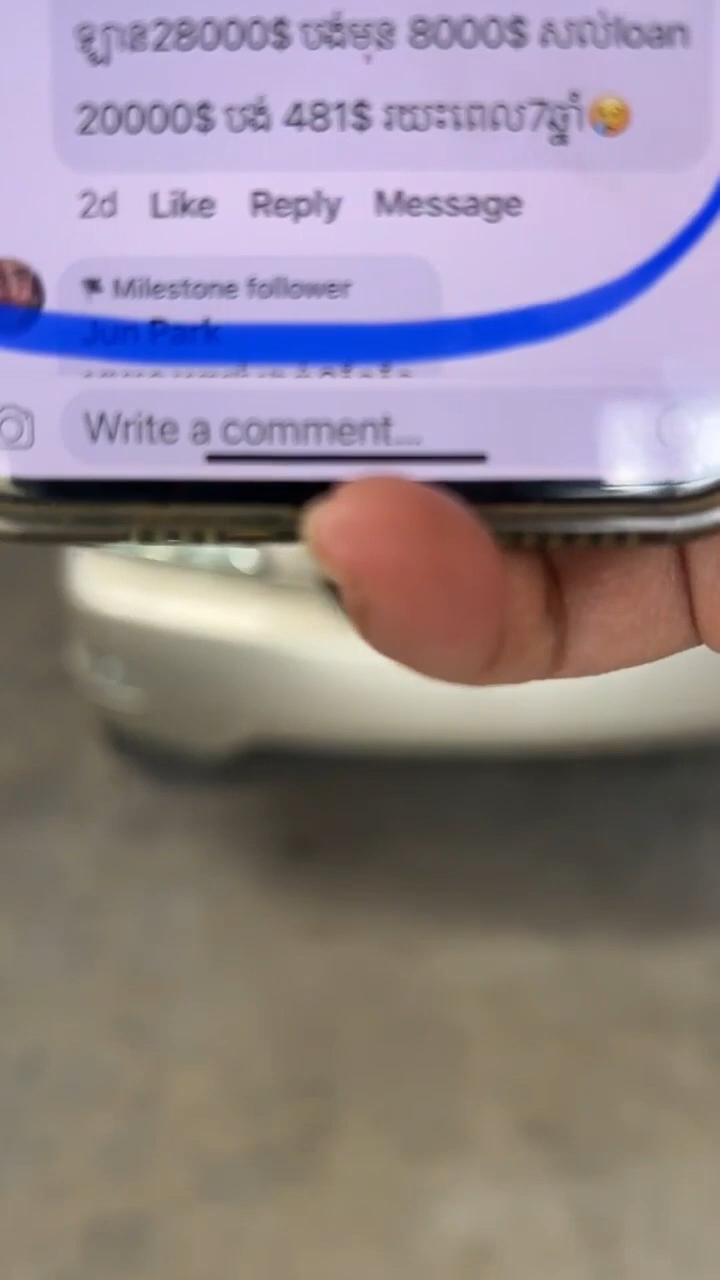 ឡាន28000$ បង់មុន 8000$ សល់loan
20000$ បង់ 481$ រយះពេល7ឆ្នាំ😢
2d Like Reply Message
Milestone follower
Jun Park
Write a comment...